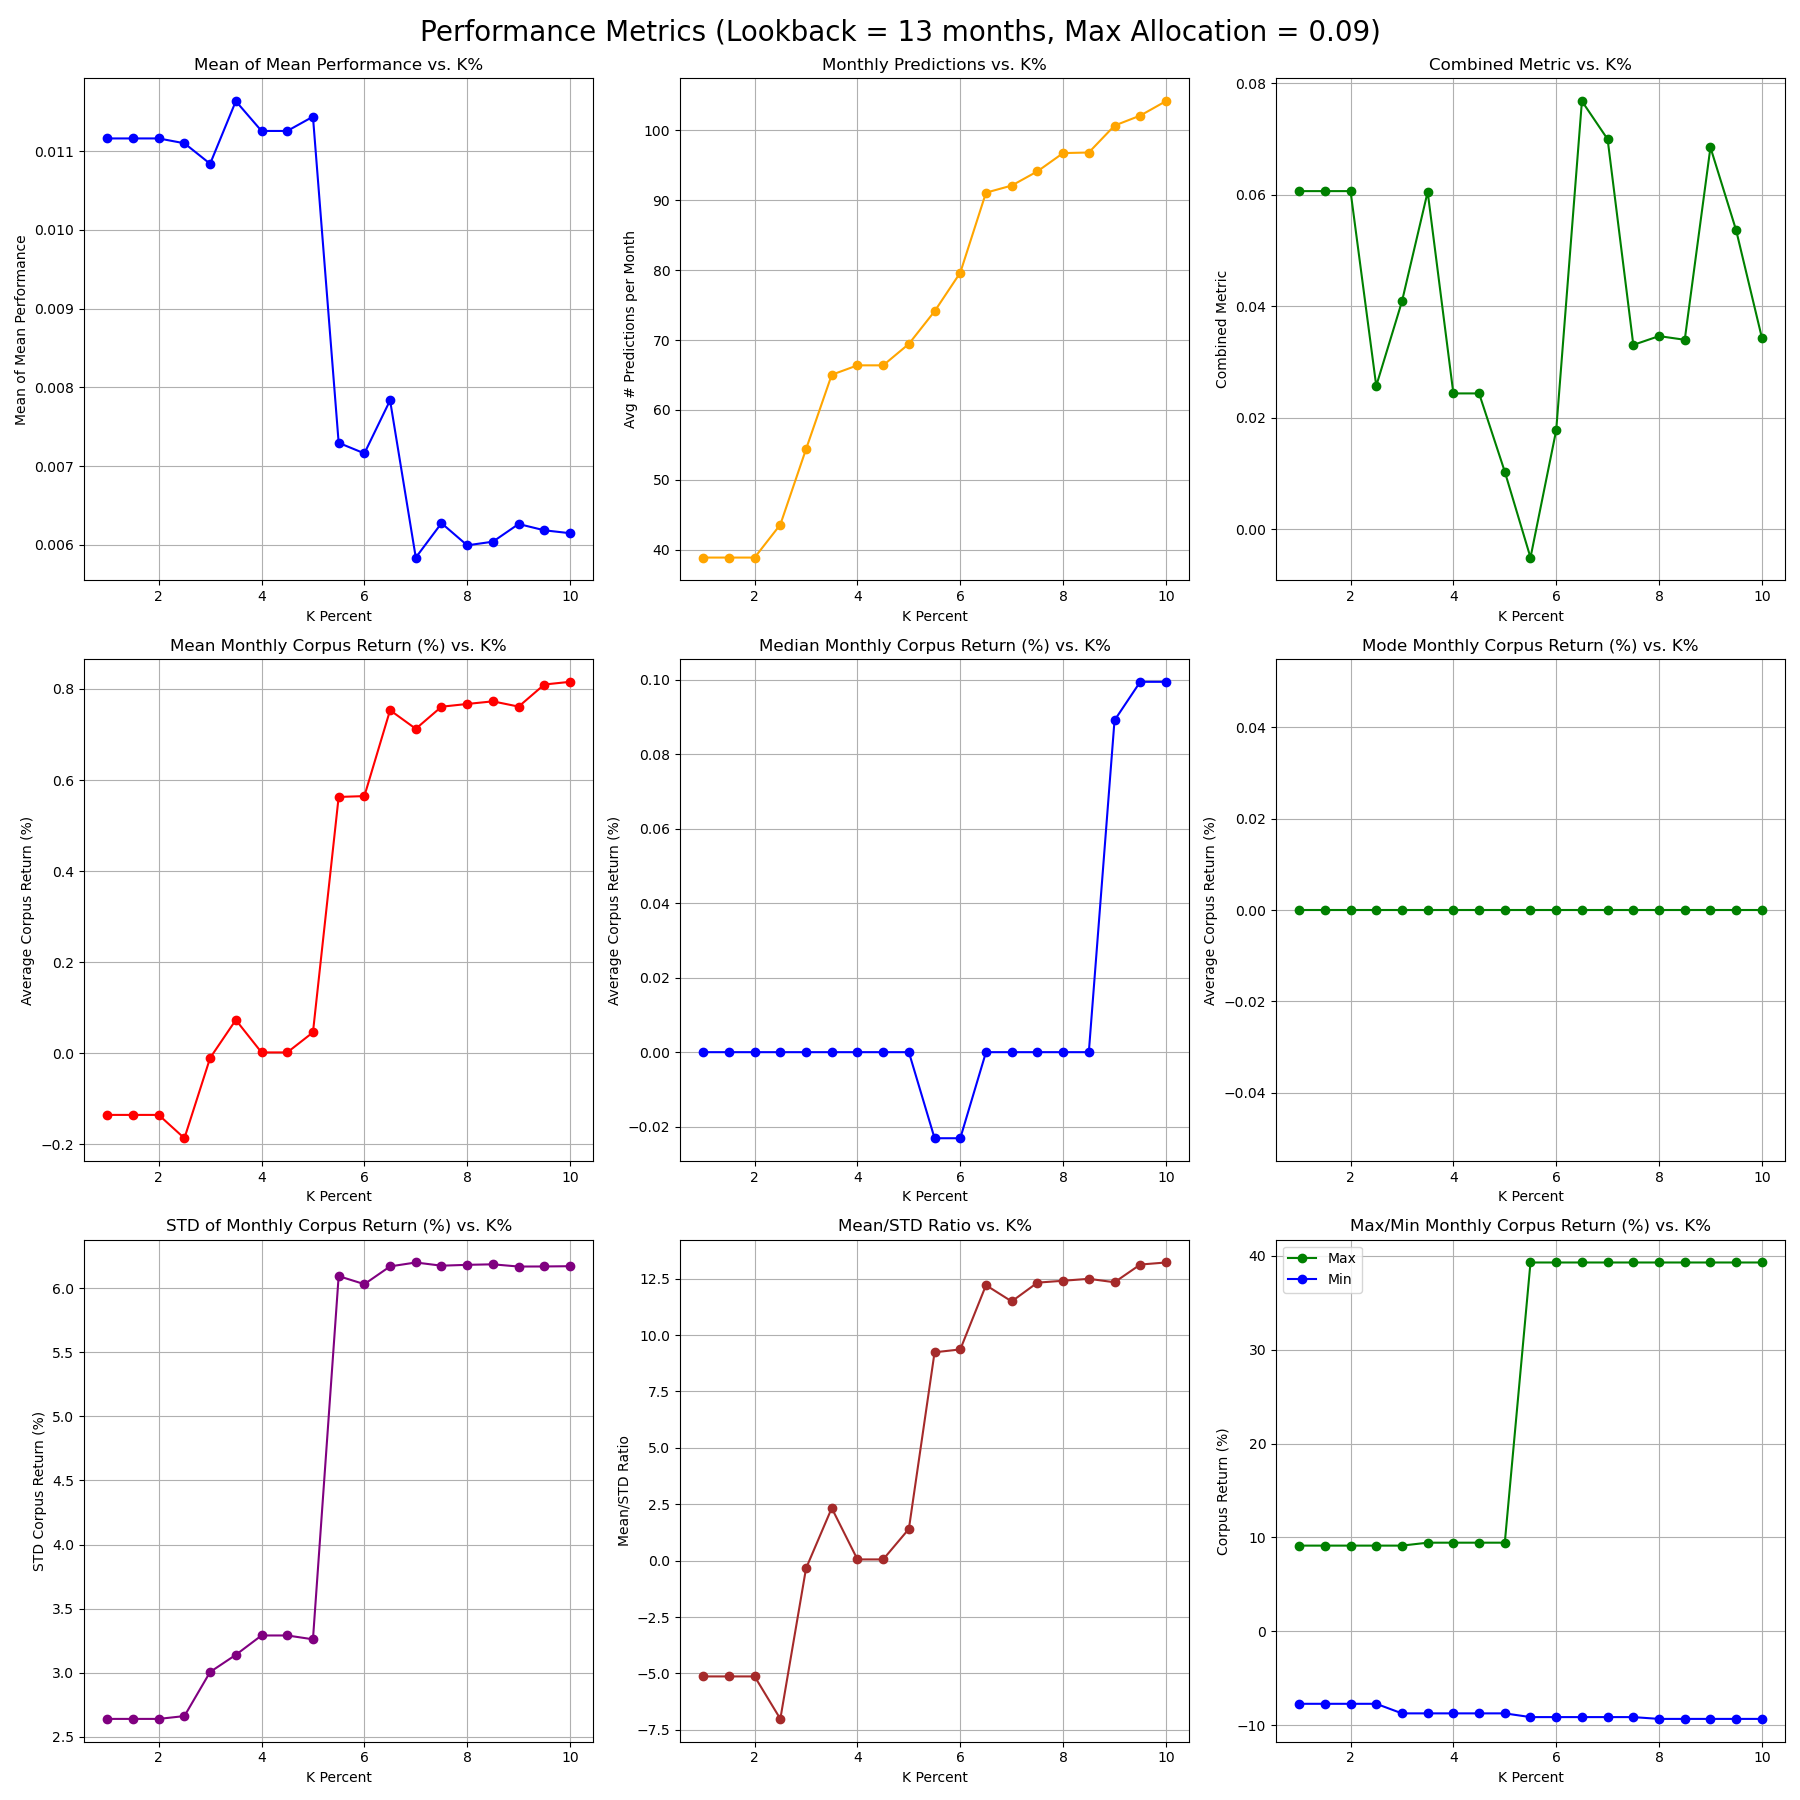 Performance Metrics (Lookback = 13 months, Max Allocation = 0.09)
Mean of Mean Performance vs. K%
Mean of Mean Performance
0.011
0.010
0.009
0.008
0.007
0.006
2 4 6 8 10
K Percent
Monthly Predictions vs. K%
Avg # Predictions per Month
100
90
80
70
60
50
40
2 4 6 8 10
K Percent
Combined Metric vs. K%
Combined Metric
0.08
0.06
0.04
0.02
0.00
2 4 6 8 10
K Percent
Mean Monthly Corpus Return (%) vs. K%
Average Corpus Return (%)
0.8
0.6
0.4
0.2
0.0
−0.2
2 4 6 8 10
K Percent
Median Monthly Corpus Return (%) vs. K%
Average Corpus Return (%)
0.10
0.08
0.06
0.04
0.02
0.00
−0.02
2 4 6 8 10
K Percent
Mode Monthly Corpus Return (%) vs. K%
Average Corpus Return (%)
0.04
0.02
0.00
−0.02
−0.04
2 4 6 8 10
K Percent
STD of Monthly Corpus Return (%) vs. K%
STD Corpus Return (%)
6.0
5.5
5.0
4.5
4.0
3.5
3.0
2.5
2 4 6 8 10
K Percent
Mean/STD Ratio vs. K%
Mean/STD Ratio
12.5
10.0
7.5
5.0
2.5
0.0
−2.5
−5.0
−7.5
2 4 6 8 10
K Percent
Max/Min Monthly Corpus Return (%) vs. K%
Corpus Return (%)
Max
Min
40
30
20
10
0
−10
2 4 6 8 10
K Percent